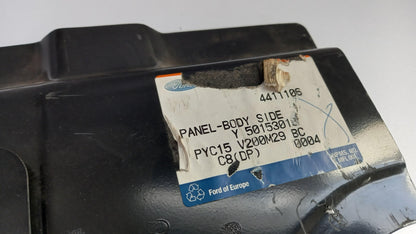 Ford
4411106
PANEL-BODY SIDE
Y 5015301
PYC15 V200M29 BC
C8(DP) 0004
Ford of Europe